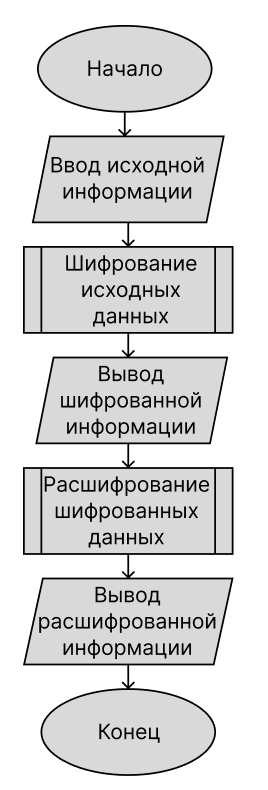 Начало
Ввод исходной
информации
Шифрование
исходных
данных
Вывод
шифрованной
информации
Расшифрование
шифрованных
данных
Вывод
расшифрованной
информации
Конец